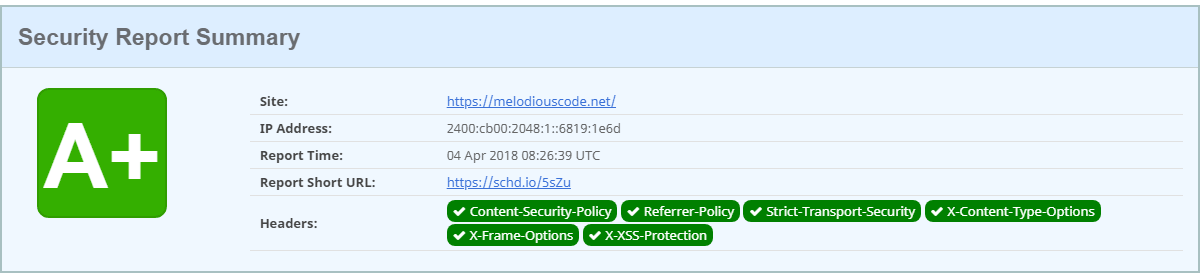 Security Report Summary
A+
Site: https://melodiouscode.net/
IP Address: 2400:cb00:2048:1::6819:1e6d
Report Time: 04 Apr 2018 08:26:39 UTC
Report Short URL: https://schd.io/5sZu
Headers: Content-Security-Policy Referrer-Policy Strict-Transport-Security X-Content-Type-Options
X-Frame-Options X-XSS-Protection